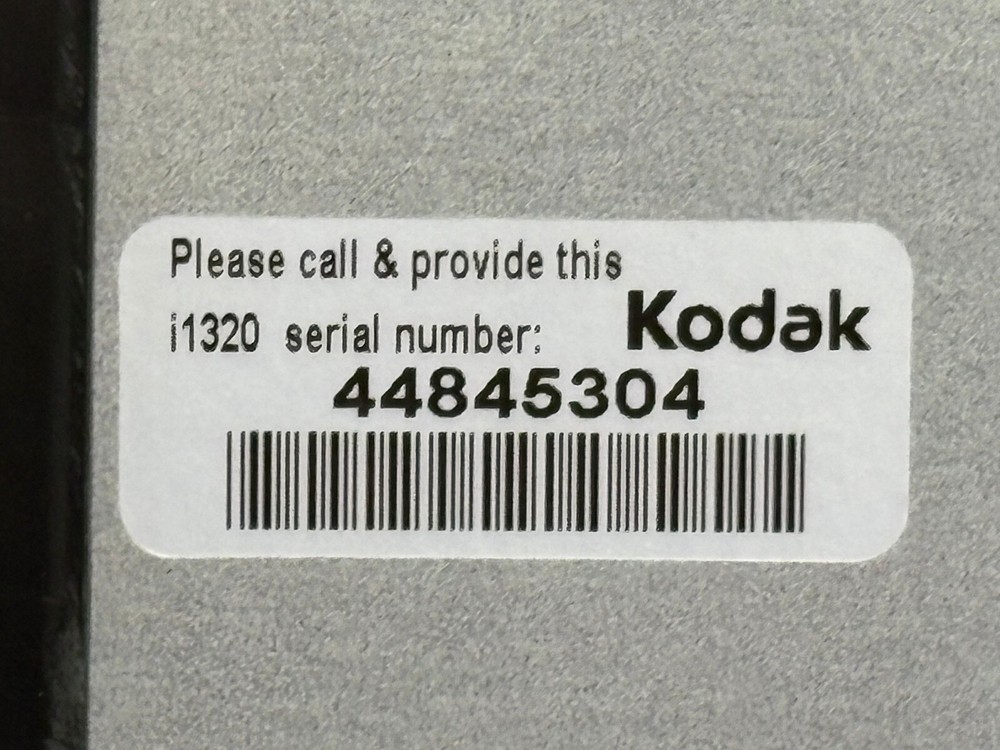 Please call & provide this
i1320 serial number:
Kodak
44845304